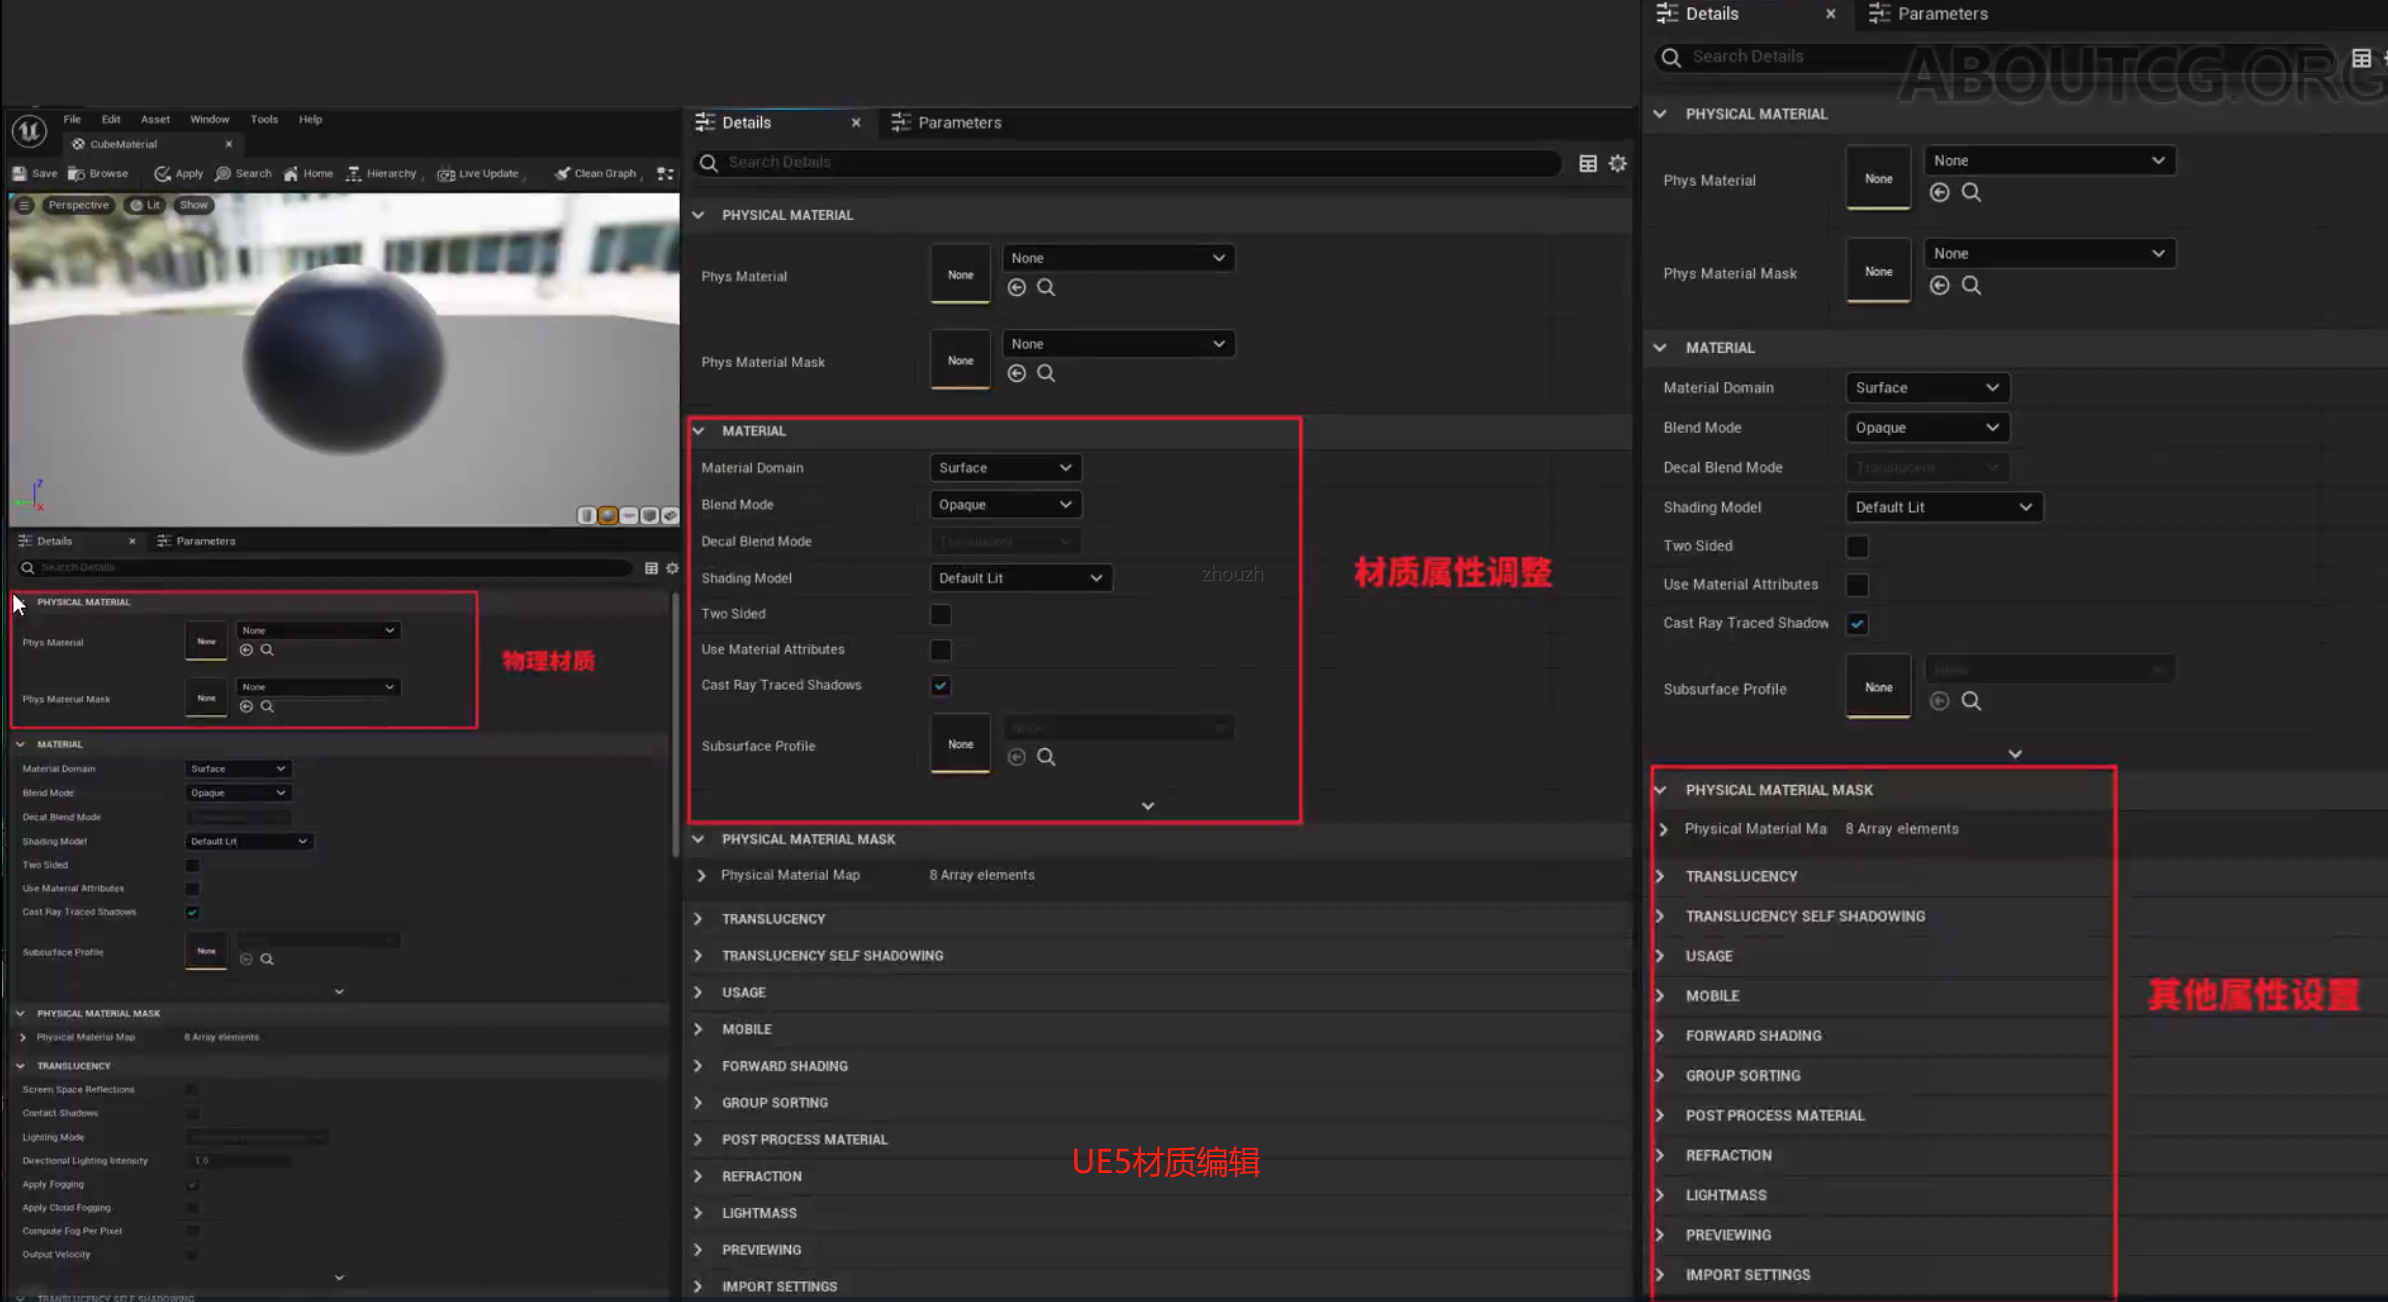 File Edit Asset Window Tools Help
CubeMaterial
Save Browse Apply Search Home Hierarchy Live Update Clean Graph
Perspective Lit Show
Z
X
Details Parameters
Search Details
PHYSICAL MATERIAL
Phys Material None None
Phys Material Mask None None
物理材质
MATERIAL
Material Domain Surface
Blend Mode Opaque
Decal Blend Mode
Shading Model Default Lit
Two Sided
Use Material Attributes
Cast Ray Traced Shadows
Subsurface Profile None
PHYSICAL MATERIAL MASK
Physical Material Map 8 Array elements
TRANSLUCENCY
Screen Space Reflections
Contact Shadows
Lighting Mode
Directional Lighting Intensity 1.0
Apply Fogging
Apply Cloud Fogging
Compute Fog Per Pixel
Output Velocity
TRANSLUCENCY SELF SHADOWING
Details Parameters
Search Details
PHYSICAL MATERIAL
Phys Material None None
Phys Material Mask None None
MATERIAL
Material Domain Surface
Blend Mode Opaque
Decal Blend Mode Translucent
Shading Model Default Lit
zhouzh
材质属性调整
Two Sided
Use Material Attributes
Cast Ray Traced Shadows
Subsurface Profile None None
PHYSICAL MATERIAL MASK
Physical Material Map 8 Array elements
TRANSLUCENCY
TRANSLUCENCY SELF SHADOWING
USAGE
MOBILE
FORWARD SHADING
GROUP SORTING
POST PROCESS MATERIAL
UE5材质编辑
REFRACTION
LIGHTMASS
PREVIEWING
IMPORT SETTINGS
Details Parameters
Search Details
ABOUTCG.ORG
PHYSICAL MATERIAL
Phys Material None None
Phys Material Mask None None
MATERIAL
Material Domain Surface
Blend Mode Opaque
Decal Blend Mode Translucent
Shading Model Default Lit
Two Sided
Use Material Attributes
Cast Ray Traced Shadow
Subsurface Profile None None
PHYSICAL MATERIAL MASK
Physical Material Ma 8 Array elements
TRANSLUCENCY
TRANSLUCENCY SELF SHADOWING
USAGE
MOBILE
其他属性设置
FORWARD SHADING
GROUP SORTING
POST PROCESS MATERIAL
REFRACTION
LIGHTMASS
PREVIEWING
IMPORT SETTINGS